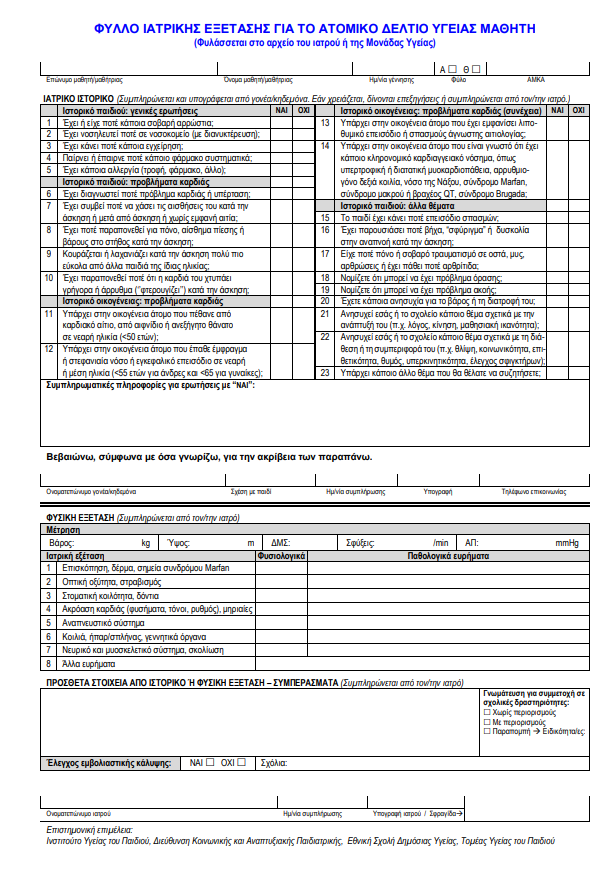 ΦΥΛΛΟ ΙΑΤΡΙΚΗΣ ΕΞΕΤΑΣΗΣ ΓΙΑ ΤΟ ΑΤΟΜΙΚΟ ΔΕΛΤΙΟ ΥΓΕΙΑΣ ΜΑΘΗΤΗ
(Φυλάσσεται στο αρχείο του ιατρού ή της Μονάδας Υγείας)
Α ☐ Θ ☐
Επώνυμο μαθητή/μαθήτριας Όνομα μαθητή/μαθήτριας Ημ/νία γέννησης Φύλο ΑΜΚΑ
ΙΑΤΡΙΚΟ ΙΣΤΟΡΙΚΟ (Συμπληρώνεται και υπογράφεται από γονέα/κηδεμόνα. Εάν χρειάζεται, δίνονται επεξηγήσεις ή συμπληρώνεται από τον/την ιατρό.)
Ιστορικό παιδιού: γενικές ερωτήσεις ΝΑΙ ΟΧΙ
1 Έχει ή είχε ποτέ κάποια σοβαρή αρρώστια;
2 Έχει νοσηλευτεί ποτέ σε νοσοκομείο (με διανυκτέρευση);
3 Έχει κάνει ποτέ κάποια εγχείρηση;
4 Παίρνει ή έπαιρνε ποτέ κάποιο φάρμακο συστηματικά;
5 Έχει κάποια αλλεργία (τροφή, φάρμακο, άλλο);
Ιστορικό παιδιού: προβλήματα καρδιάς
6 Έχει διαγνωστεί ποτέ πρόβλημα καρδιάς ή υπέρταση;
7 Έχει συμβεί ποτέ να χάσει τις αισθήσεις του κατά την
άσκηση ή μετά από άσκηση ή χωρίς εμφανή αιτία;
8 Έχει ποτέ παραπονεθεί για πόνο, αίσθημα πίεσης ή
βάρους στο στήθος κατά την άσκηση;
9 Κουράζεται ή λαχανιάζει κατά την άσκηση πολύ πιο
εύκολα από άλλα παιδιά της ίδιας ηλικίας;
10 Έχει παραπονεθεί ποτέ ότι η καρδιά του χτυπάει
γρήγορα ή άρρυθμα (“φτερουγίζει”) κατά την άσκηση;
Ιστορικό οικογένειας: προβλήματα καρδιάς
11 Υπάρχει στην οικογένεια άτομο που πέθανε από
καρδιακό αίτιο, από αιφνίδιο ή ανεξήγητο θάνατο
σε νεαρή ηλικία (<50 ετών);
12 Υπάρχει στην οικογένεια άτομο που έπαθε έμφραγμα
ή στεφανιαία νόσο ή εγκεφαλικό επεισόδιο σε νεαρή
ή μέση ηλικία (<55 ετών για άνδρες και <65 για γυναίκες);
Ιστορικό οικογένειας: προβλήματα καρδιάς (συνέχεια) ΝΑΙ ΟΧΙ
13 Υπάρχει στην οικογένεια άτομο που έχει εμφανίσει λιπο-
θυμικό επεισόδιο ή σπασμούς άγνωστης αιτιολογίας;
14 Υπάρχει στην οικογένεια άτομο που είναι γνωστό ότι έχει
κάποιο κληρονομικό καρδιαγγειακό νόσημα, όπως
υπερτροφική ή διατατική μυοκαρδιοπάθεια, αρρυθμιο-
γόνο δεξιά κοιλία, νόσο της Νάξου, σύνδρομο Marfan,
σύνδρομο μακρού ή βραχέος QT, σύνδρομο Brugada;
Ιστορικό παιδιού: άλλα θέματα
15 Το παιδί έχει κάνει ποτέ επεισόδιο σπασμών;
16 Έχει παρουσιάσει ποτέ βήχα, “σφύριγμα” ή δυσκολία
στην αναπνοή κατά την άσκηση;
17 Είχε ποτέ πόνο ή σοβαρό τραυματισμό σε οστά, μυς,
αρθρώσεις ή έχει πάθει ποτέ αρθρίτιδα;
18 Νομίζετε ότι μπορεί να έχει πρόβλημα όρασης;
19 Νομίζετε ότι μπορεί να έχει πρόβλημα ακοής;
20 Έχετε κάποια ανησυχία για το βάρος ή τη διατροφή του;
21 Ανησυχεί εσάς ή το σχολείο κάποιο θέμα σχετικά με την
ανάπτυξή του (π.χ. λόγος, κίνηση, μαθησιακή ικανότητα);
22 Ανησυχεί εσάς ή το σχολείο κάποιο θέμα σχετικά με τη διά-
θεση ή τη συμπεριφορά του (π.χ. θλίψη, κοινωνικότητα, επι-
θετικότητα, θυμός, υπερκινητικότητα, έλεγχος σφιγκτήρων);
23 Υπάρχει κάποιο άλλο θέμα που θα θέλατε να συζητήσετε;
Συμπληρωματικές πληροφορίες για ερωτήσεις με “ΝΑΙ”:
Βεβαιώνω, σύμφωνα με όσα γνωρίζω, για την ακρίβεια των παραπάνω.
Ονοματεπώνυμο γονέα/κηδεμόνα Σχέση με παιδί Ημ/νία συμπλήρωσης Υπογραφή Τηλέφωνο επικοινωνίας
ΦΥΣΙΚΗ ΕΞΕΤΑΣΗ (Συμπληρώνεται από τον/την ιατρό)
Μέτρηση
Βάρος: kg Ύψος: m ΔΜΣ: Σφύξεις: /min ΑΠ: mmHg
Ιατρική εξέταση Φυσιολογικά Παθολογικά ευρήματα
1 Επισκόπηση, δέρμα, σημεία συνδρόμου Marfan
2 Οπτική οξύτητα, στραβισμός
3 Στοματική κοιλότητα, δόντια
4 Ακρόαση καρδιάς (φυσήματα, τόνοι, ρυθμός), μηριαίες
5 Αναπνευστικό σύστημα
6 Κοιλιά, ήπαρ/σπλήνας, γεννητικά όργανα
7 Νευρικό και μυοσκελετικό σύστημα, σκολίωση
8 Άλλα ευρήματα
ΠΡΟΣΘΕΤΑ ΣΤΟΙΧΕΙΑ ΑΠΟ ΙΣΤΟΡΙΚΟ Ή ΦΥΣΙΚΗ ΕΞΕΤΑΣΗ – ΣΥΜΠΕΡΑΣΜΑΤΑ (Συμπληρώνεται από τον/την ιατρό)
Γνωμάτευση για συμμετοχή σε
σχολικές δραστηριότητες:
☐ Χωρίς περιορισμούς
☐ Με περιορισμούς
☐ Παραπομπή → Ειδικότητα/ες:
Έλεγχος εμβολιαστικής κάλυψης: ΝΑΙ ☐ ΟΧΙ ☐ Σχόλια:
Ονοματεπώνυμο ιατρού Ημ/νία συμπλήρωσης Υπογραφή ιατρού / Σφραγίδα→
Επιστημονική επιμέλεια:
Ινστιτούτο Υγείας του Παιδιού, Διεύθυνση Κοινωνικής και Αναπτυξιακής Παιδιατρικής, Εθνική Σχολή Δημόσιας Υγείας, Τομέας Υγείας του Παιδιού